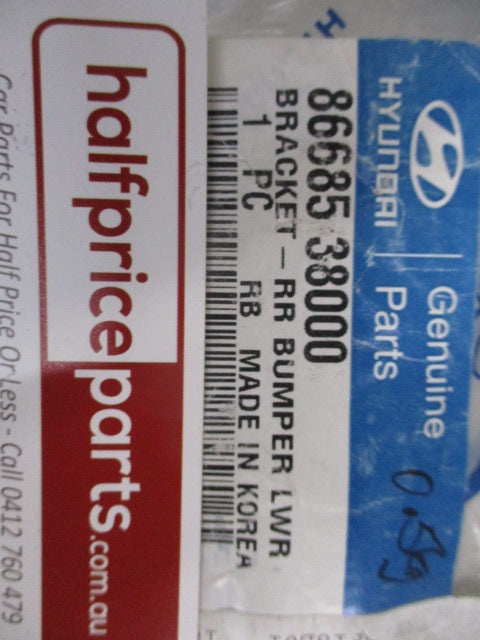 HYUNDAI
Genuine
Parts
86685 38000
BRACKET-RR BUMPER LWR
1 PC RB MADE IN KOREA
halfpriceparts.com.au
Car Parts For Half Price Or Less - Call 0412 760 479
0.5kg